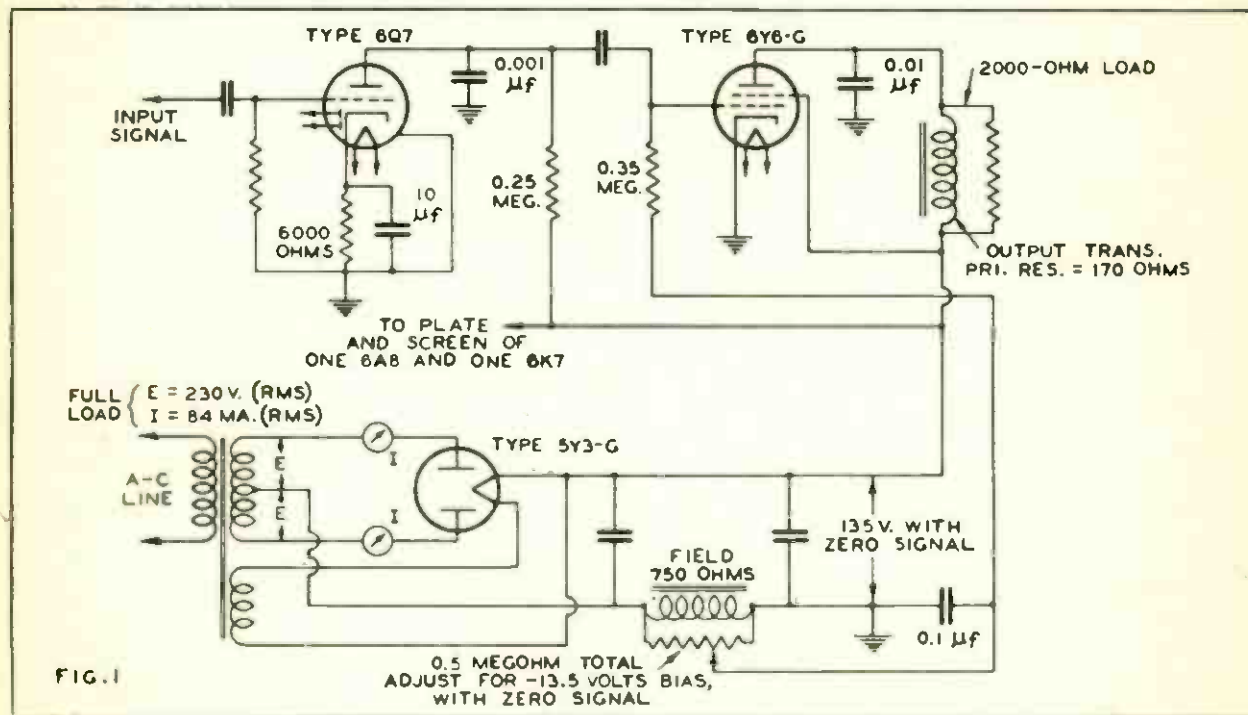 TYPE 6Q7
TYPE 6Y6-G
0.001
μf
0.01
μf
2000-OHM LOAD
INPUT
SIGNAL
0.25
MEG.
0.35
MEG.
10
μf
6000
OHMS
OUTPUT TRANS.
PRI. RES. = 170 OHMS
TO PLATE
AND SCREEN OF
ONE 6A8 AND ONE 6K7
FULL
LOAD
E = 230 V. (RMS)
I = 84 MA. (RMS)
TYPE 5Y3-G
I
E
A-C
LINE
E
I
135 V. WITH
ZERO SIGNAL
FIELD
750 OHMS
0.1 μf
0.5 MEGOHM TOTAL
ADJUST FOR -13.5 VOLTS BIAS,
WITH ZERO SIGNAL
FIG. 1